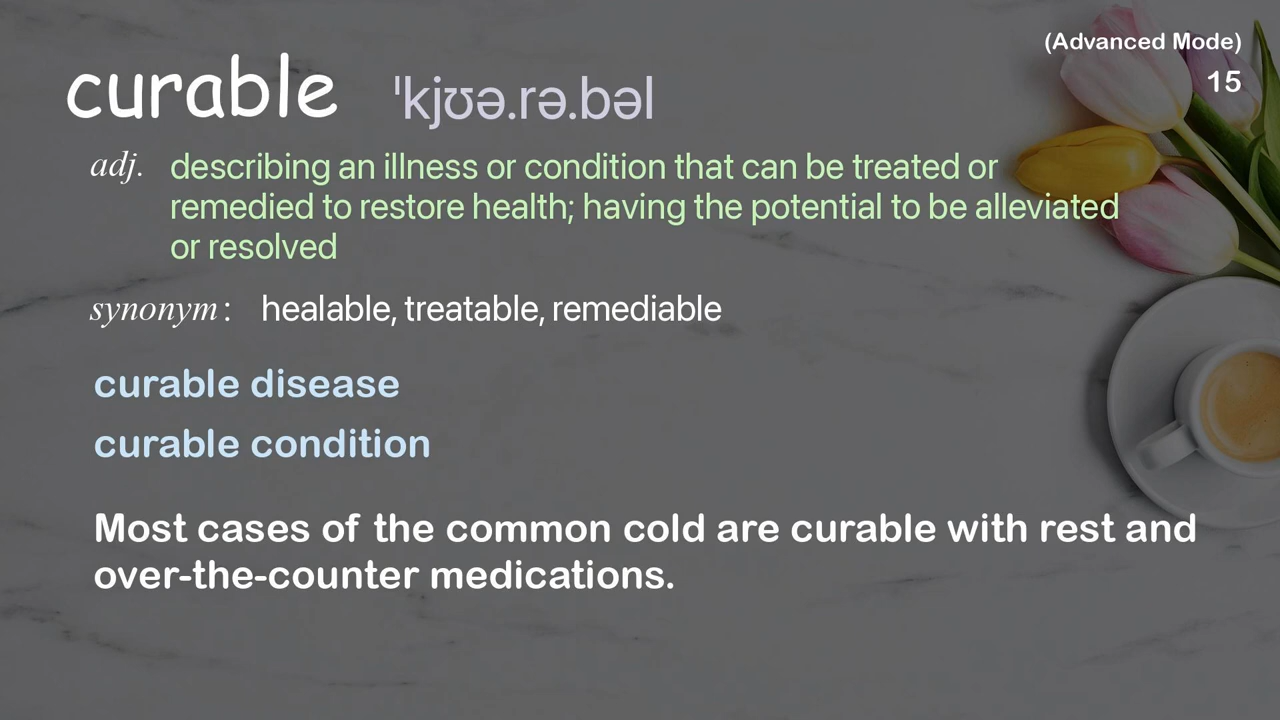 (Advanced Mode)
15
curable ˈkjʊə.rə.bəl
adj. describing an illness or condition that can be treated or
remedied to restore health; having the potential to be alleviated
or resolved
synonym: healable, treatable, remediable
curable disease
curable condition
Most cases of the common cold are curable with rest and
over-the-counter medications.